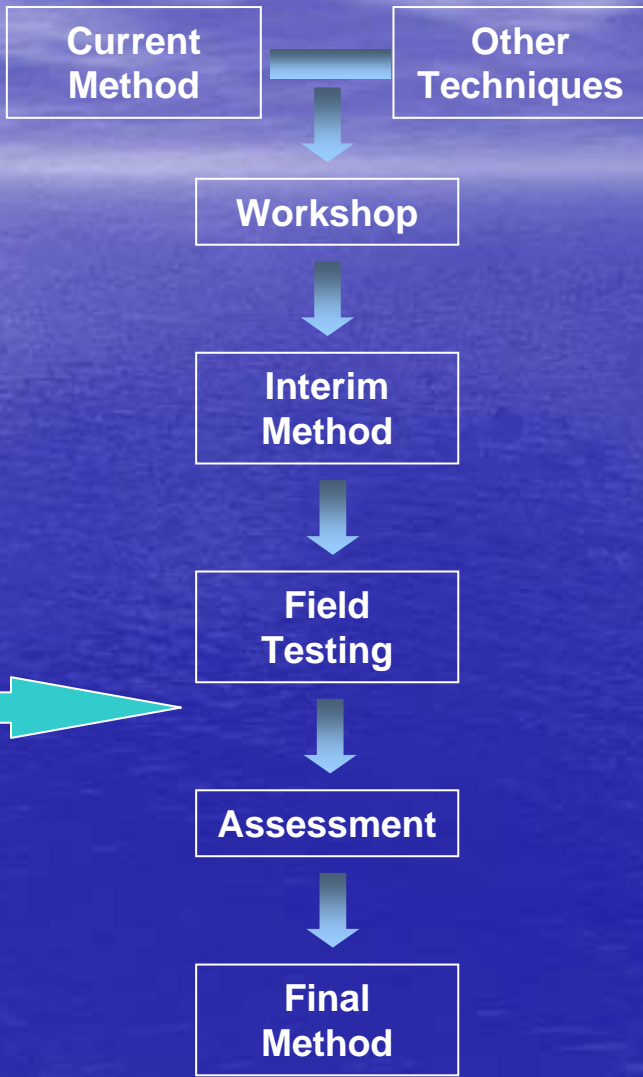 Current
Method
Other
Techniques
Workshop
Interim
Method
Field
Testing
Assessment
Final
Method